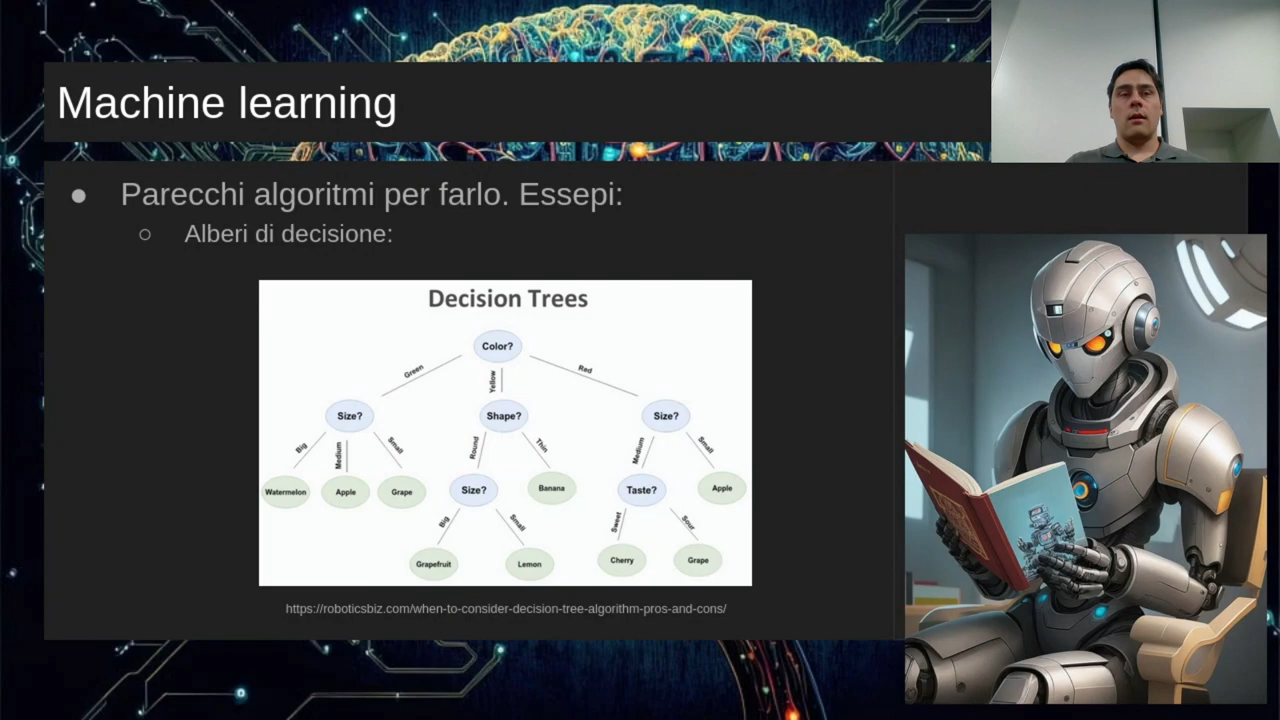 Machine learning
● Parecchi algoritmi per farlo. Essepi:
○ Alberi di decisione:
Decision Trees
Color?
Green
Yellow
Red
Size?
Shape?
Size?
Big
Medium
Small
Round
Thin
Medium
Small
Watermelon
Apple
Grape
Size?
Banana
Taste?
Apple
Big
Small
Sweet
Sour
Grapefruit
Lemon
Cherry
Grape
https://roboticsbiz.com/when-to-consider-decision-tree-algorithm-pros-and-cons/